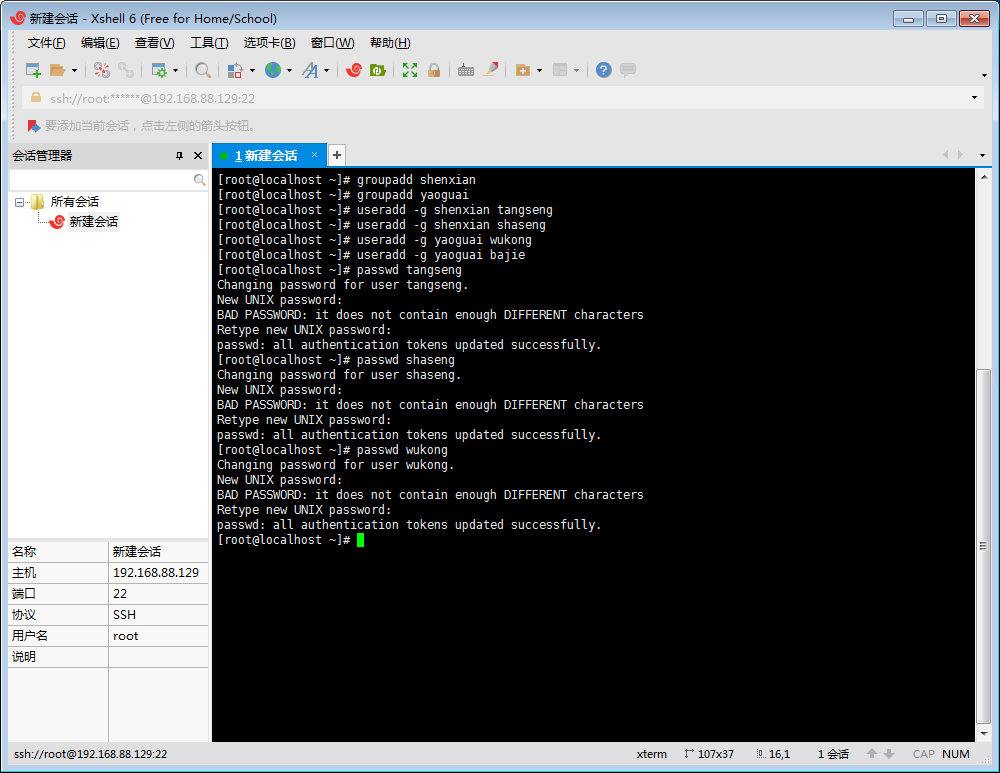 新建会话 - Xshell 6 (Free for Home/School)
文件(F) 编辑(E) 查看(V) 工具(T) 选项卡(B) 窗口(W) 帮助(H)
ssh://root:******@192.168.88.129:22
要添加当前会话，点击左侧的箭头按钮。
会话管理器
1 新建会话
所有会话
新建会话
[root@localhost ~]# groupadd shenxian
[root@localhost ~]# groupadd yaoguai
[root@localhost ~]# useradd -g shenxian tangseng
[root@localhost ~]# useradd -g shenxian shaseng
[root@localhost ~]# useradd -g yaoguai wukong
[root@localhost ~]# useradd -g yaoguai bajie
[root@localhost ~]# passwd tangseng
Changing password for user tangseng.
New UNIX password:
BAD PASSWORD: it does not contain enough DIFFERENT characters
Retype new UNIX password:
passwd: all authentication tokens updated successfully.
[root@localhost ~]# passwd shaseng
Changing password for user shaseng.
New UNIX password:
BAD PASSWORD: it does not contain enough DIFFERENT characters
Retype new UNIX password:
passwd: all authentication tokens updated successfully.
[root@localhost ~]# passwd wukong
Changing password for user wukong.
New UNIX password:
BAD PASSWORD: it does not contain enough DIFFERENT characters
Retype new UNIX password:
passwd: all authentication tokens updated successfully.
[root@localhost ~]#
名称 新建会话
主机 192.168.88.129
端口 22
协议 SSH
用户名 root
说明
ssh://root@192.168.88.129:22 xterm 107x37 16,1 1 会话 CAP NUM